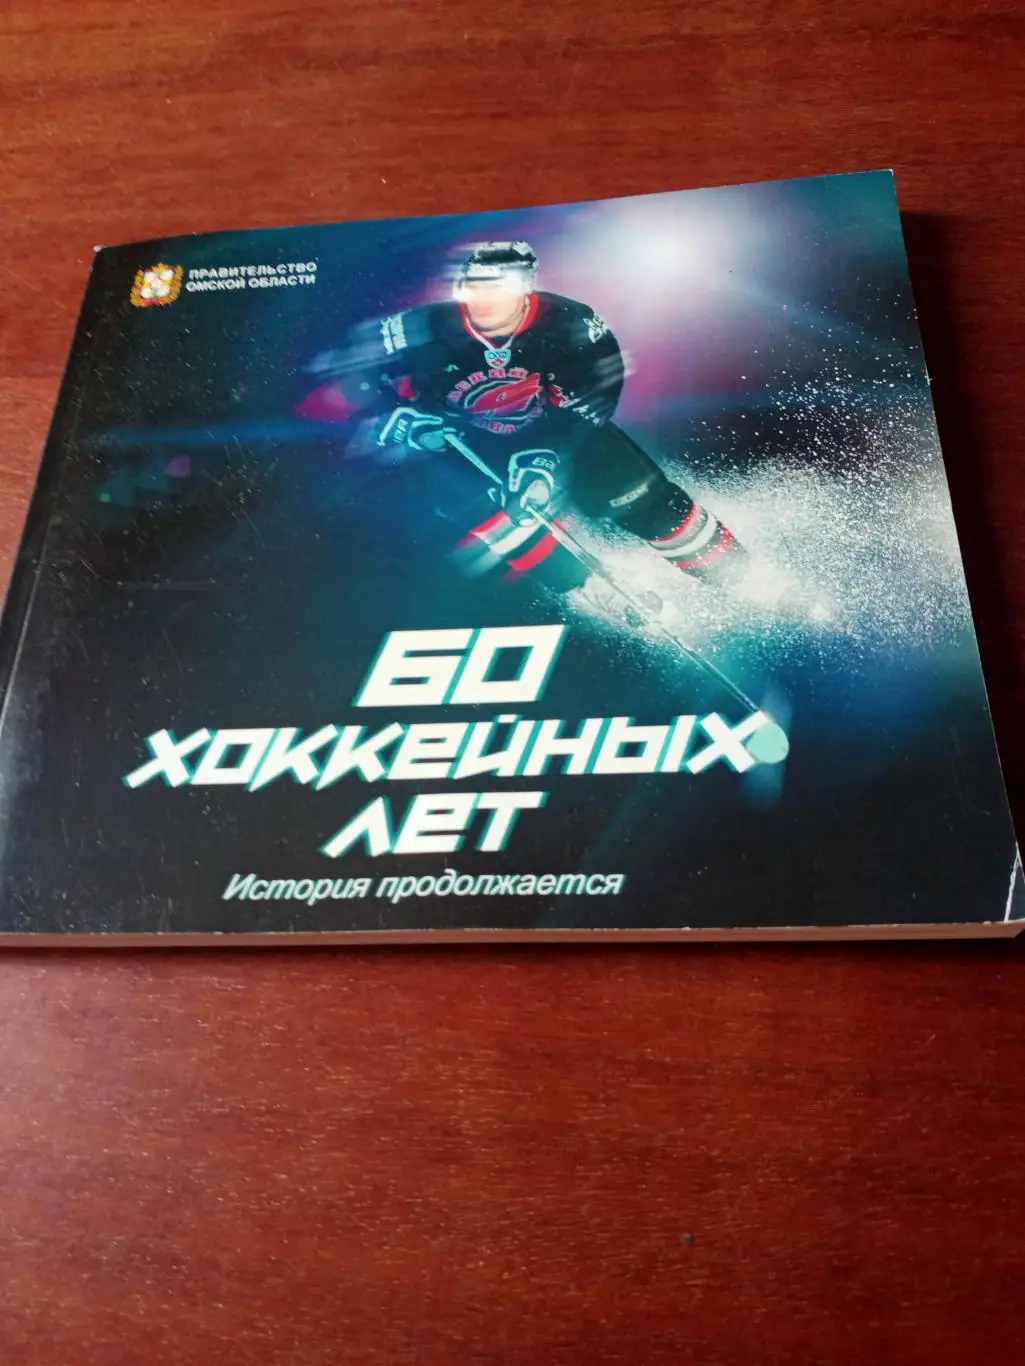 ПРАВИТЕЛЬСТВО
ОМСКОЙ ОБЛАСТИ
60
ХОККЕЙНЫХ
ЛЕТ
История продолжается